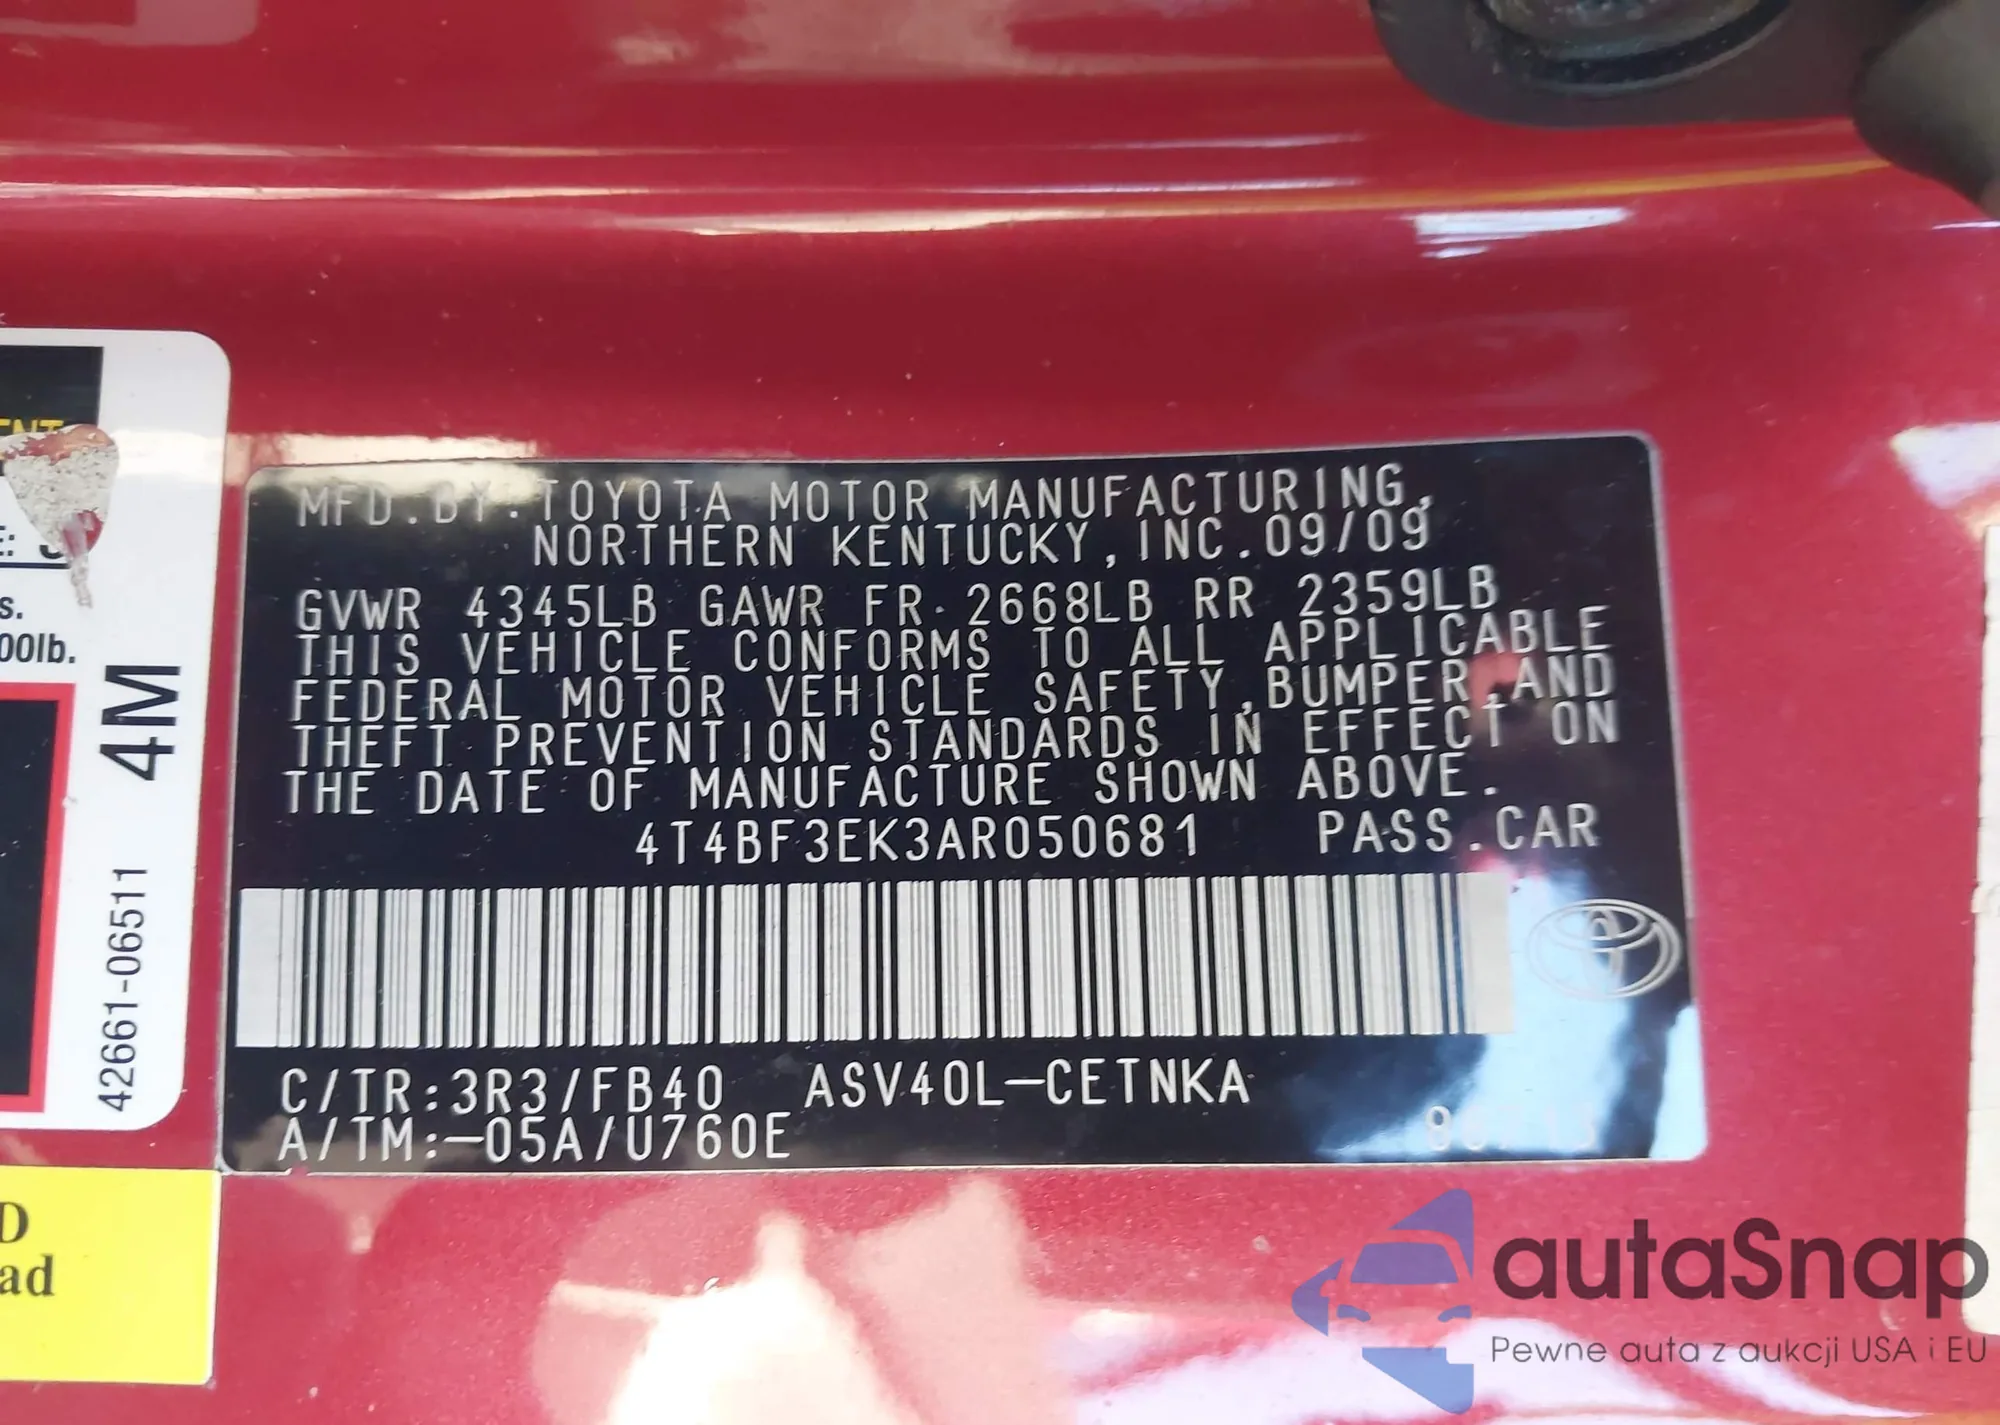 ENT
E:
s.
00lb.
4M
42661-06511
D
ad
MFD.BY.TOYOTA MOTOR MANUFACTURING,
NORTHERN KENTUCKY,INC.09/09
GVWR 4345LB GAWR FR 2668LB RR 2359LB
THIS VEHICLE CONFORMS TO ALL APPLICABLE
FEDERAL MOTOR VEHICLE SAFETY,BUMPER,AND
THEFT PREVENTION STANDARDS IN EFFECT ON
THE DATE OF MANUFACTURE SHOWN ABOVE.
4T4BF3EK3AR050681 PASS.CAR
C/TR:3R3/FB40 ASV40L-CETNKA
A/TM:-05A/U760E
autaSnap
Pewne auta z aukcji USA i EU